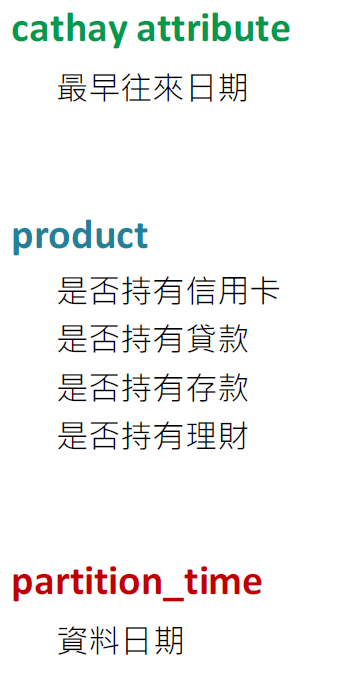 cathay attribute
最早往來日期
product
是否持有信用卡
是否持有貸款
是否持有存款
是否持有理財
partition_time
資料日期